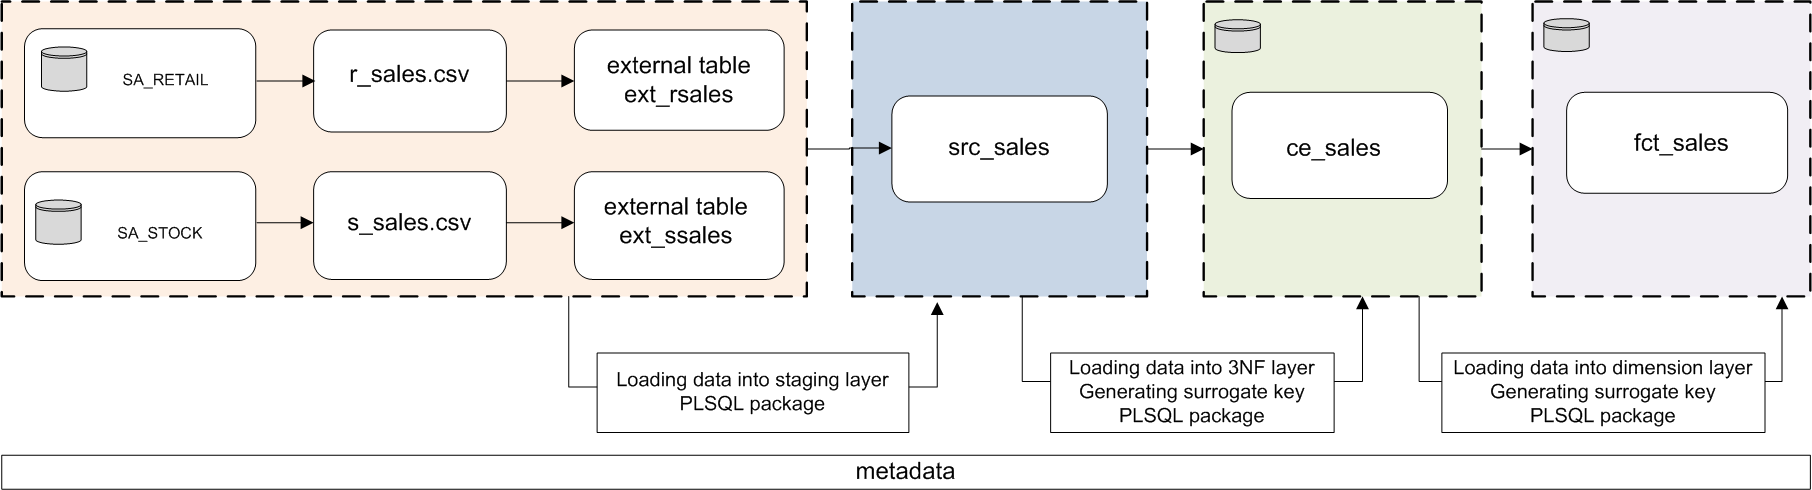 SA_RETAIL
r_sales.csv
external table
ext_rsales
SA_STOCK
s_sales.csv
external table
ext_ssales
src_sales
ce_sales
fct_sales
Loading data into staging layer
PLSQL package
Loading data into 3NF layer
Generating surrogate key
PLSQL package
Loading data into dimension layer
Generating surrogate key
PLSQL package
metadata